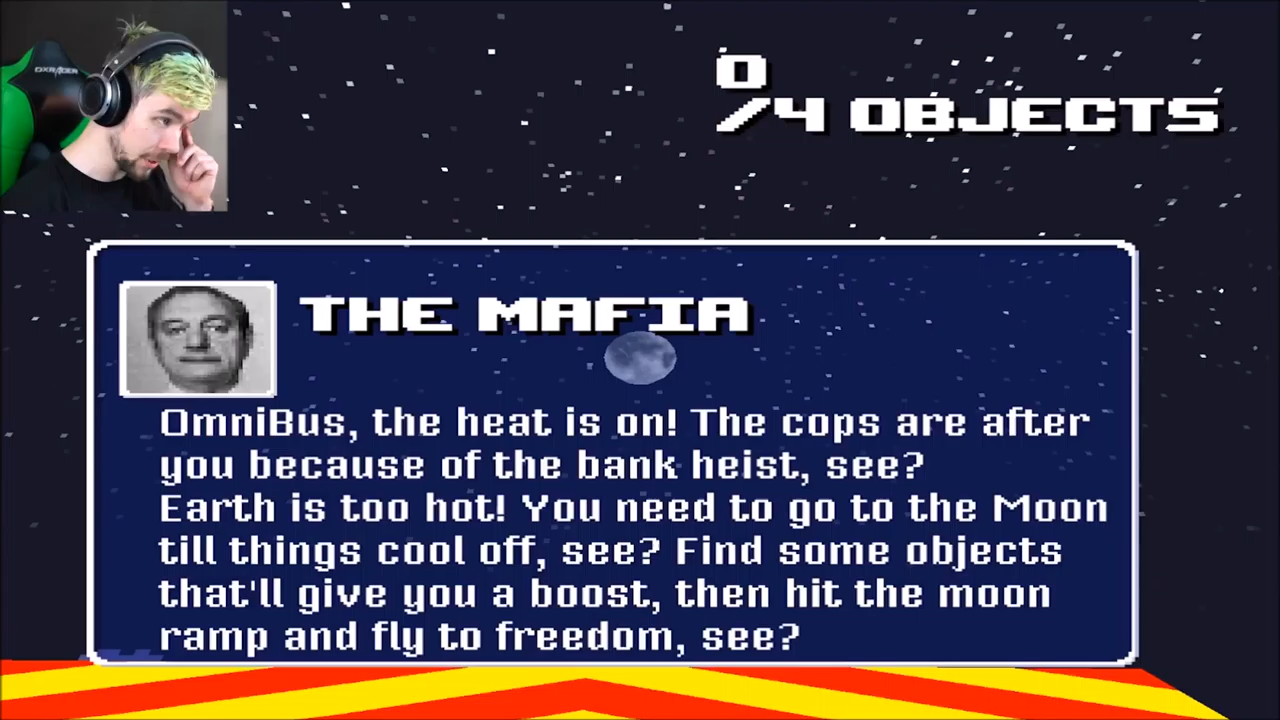 DXRACER
0
/4 OBJECTS
THE MAFIA
OmniBus, the heat is on! The cops are after
you because of the bank heist, see?
Earth is too hot! You need to go to the Moon
till things cool off, see? Find some objects
that'll give you a boost, then hit the moon
ramp and fly to freedom, see?